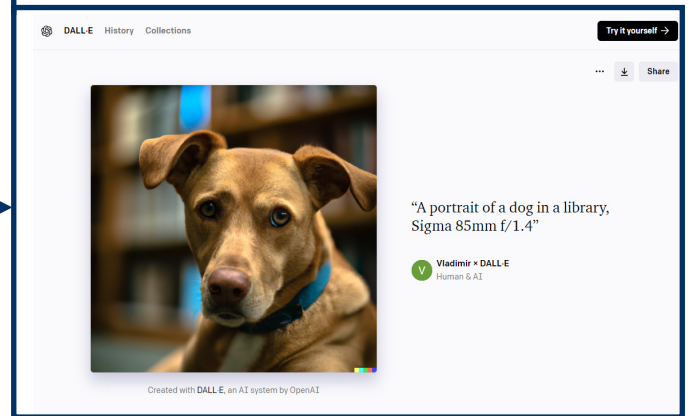 DALL·E History Collections
Try it yourself →
Share
“A portrait of a dog in a library,
Sigma 85mm f/1.4”
V
Vladimir × DALL·E
Human & AI
Created with DALL·E, an AI system by OpenAI